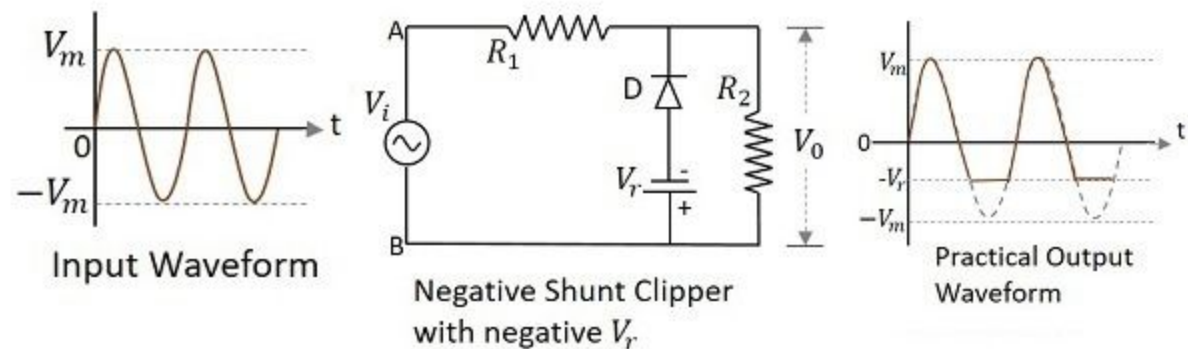 Vₘ
0
t
−Vₘ
Input Waveform
A
R₁
Vᵢ
D
R₂
Vᵣ
-
+
B
V₀
Negative Shunt Clipper
with negative Vᵣ
Vₘ
0
t
-Vᵣ
−Vₘ
Practical Output
Waveform